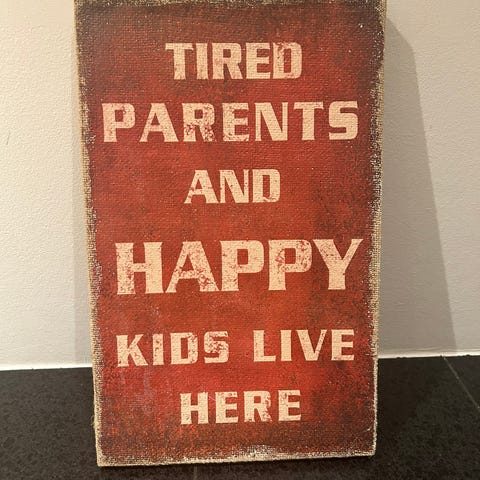 TIRED
PARENTS
AND
HAPPY
KIDS LIVE
HERE